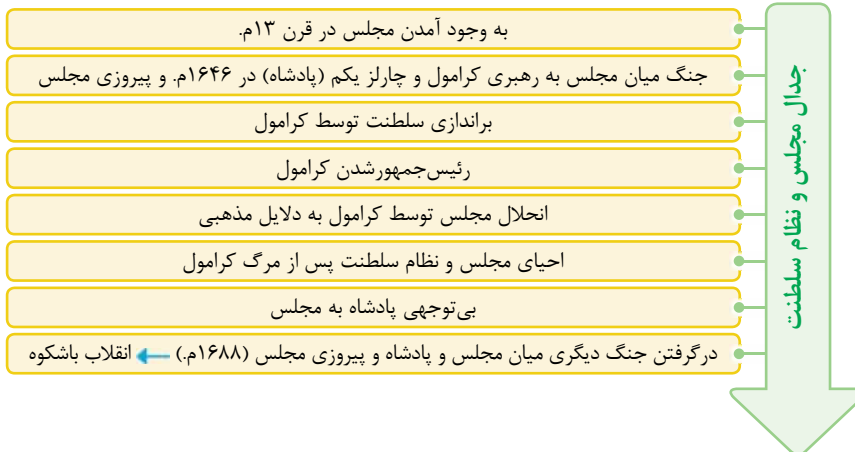 جدال مجلس و نظام سلطنت
به وجود آمدن مجلس در قرن ۱۳م.
جنگ میان مجلس به رهبری کرامول و چارلز یکم (پادشاه) در ۱۶۴۶م. و پیروزی مجلس
براندازی سلطنت توسط کرامول
رئیس‌جمهورشدن کرامول
انحلال مجلس توسط کرامول به دلایل مذهبی
احیای مجلس و نظام سلطنت پس از مرگ کرامول
بی‌توجهی پادشاه به مجلس
درگرفتن جنگ دیگری میان مجلس و پادشاه و پیروزی مجلس (۱۶۸۸م.) ← انقلاب باشکوه